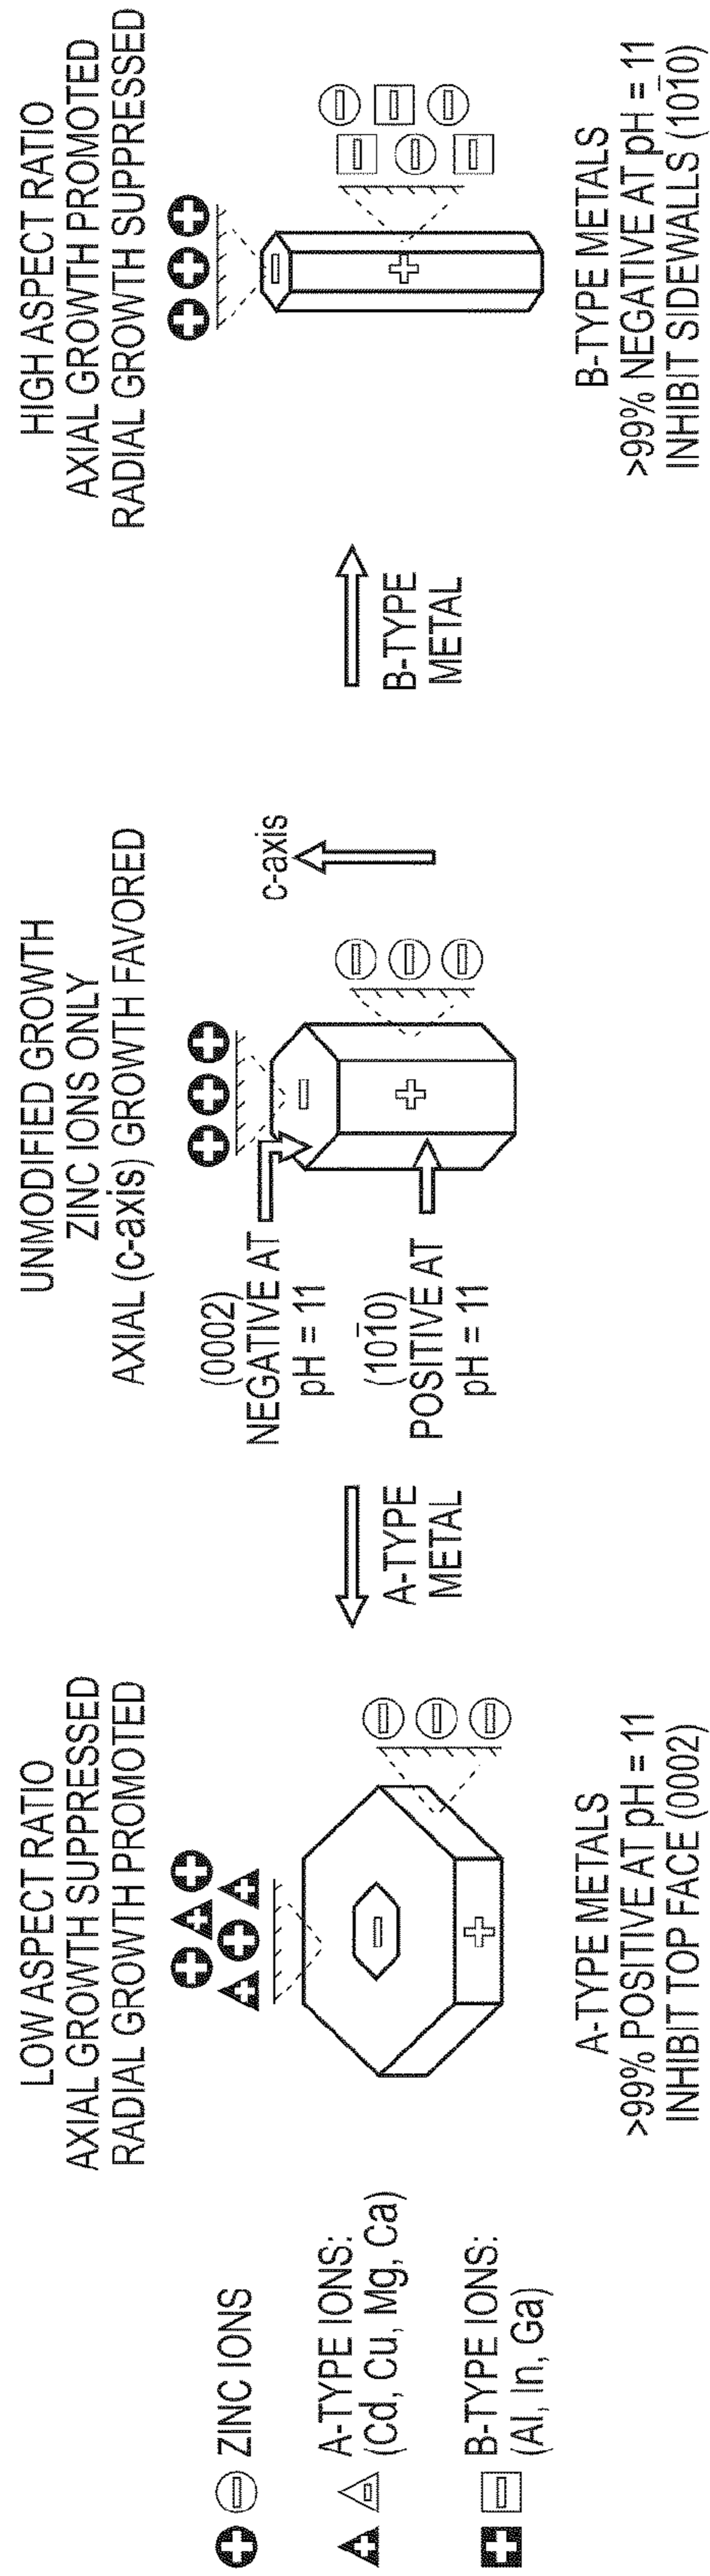 ZINC IONS
A-TYPE IONS:
(Cd, Cu, Mg, Ca)
B-TYPE IONS:
(Al, In, Ga)
LOW ASPECT RATIO
AXIAL GROWTH SUPPRESSED
RADIAL GROWTH PROMOTED
A-TYPE METALS
>99% POSITIVE AT pH = 11
INHIBIT TOP FACE (0002)
A-TYPE
METAL
UNMODIFIED GROWTH
ZINC IONS ONLY
AXIAL (c-axis) GROWTH FAVORED
(0002)
NEGATIVE AT
pH = 11
(101̄0)
POSITIVE AT
pH = 11
c-axis
B-TYPE
METAL
HIGH ASPECT RATIO
AXIAL GROWTH PROMOTED
RADIAL GROWTH SUPPRESSED
B-TYPE METALS
>99% NEGATIVE AT pH = 11
INHIBIT SIDEWALLS (101̄0)